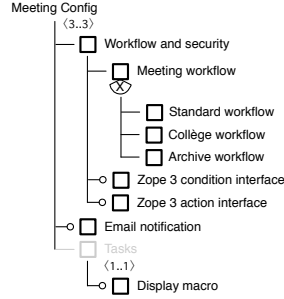 Meeting Config
⟨3..3⟩
Workflow and security
Meeting workflow
X
Standard workflow
Collège workflow
Archive workflow
Zope 3 condition interface
Zope 3 action interface
Email notification
Tasks
⟨1..1⟩
Display macro